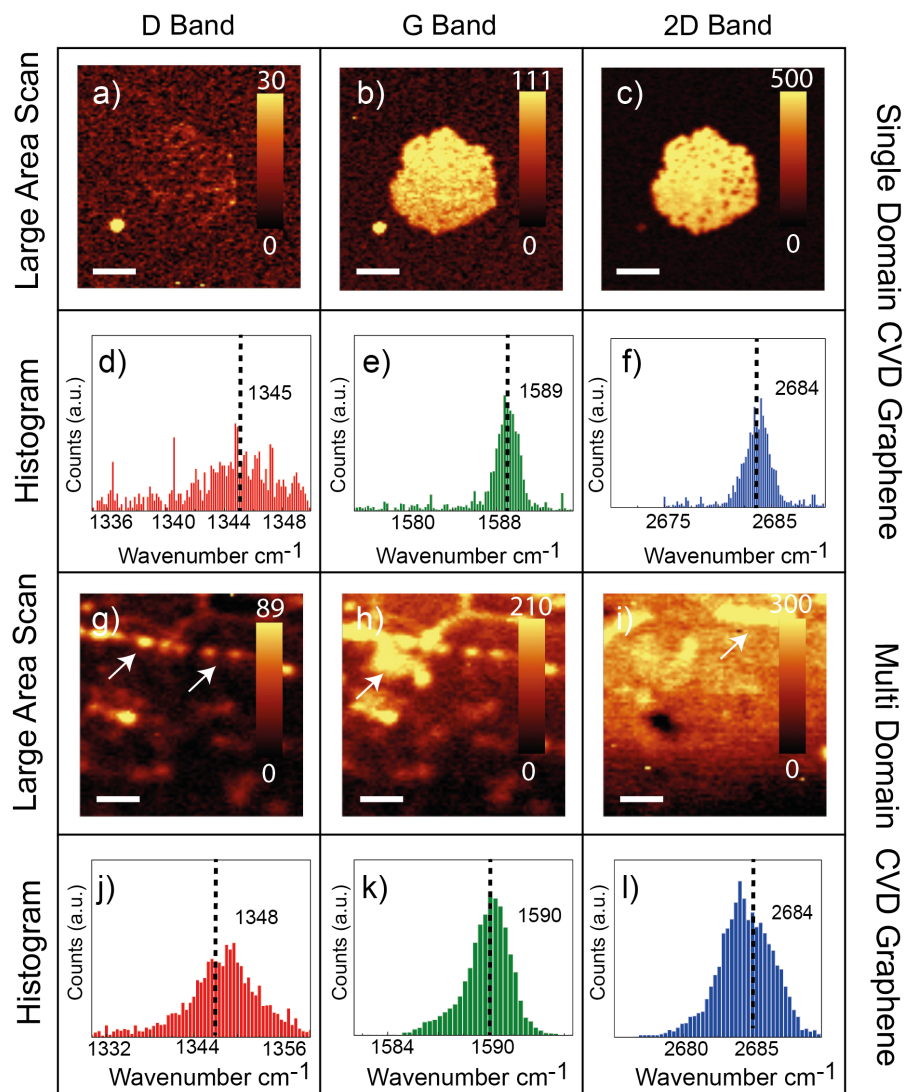 D Band
G Band
2D Band
Large Area Scan
a)
30
0
b)
111
0
c)
500
0
Single Domain CVD Graphene
Histogram
d)
Counts (a.u.)
1345
1336 1340 1344 1348
Wavenumber cm-1
e)
Counts (a.u.)
1589
1580 1588
Wavenumber cm-1
f)
Counts (a.u.)
2684
2675 2685
Wavenumber cm-1
Large Area Scan
g)
89
0
h)
210
0
i)
300
0
Multi Domain CVD Graphene
Histogram
j)
Counts (a.u.)
1348
1332 1344 1356
Wavenumber cm-1
k)
Counts (a.u.)
1590
1584 1590
Wavenumber cm-1
l)
Counts (a.u.)
2684
2680 2685
Wavenumber cm-1